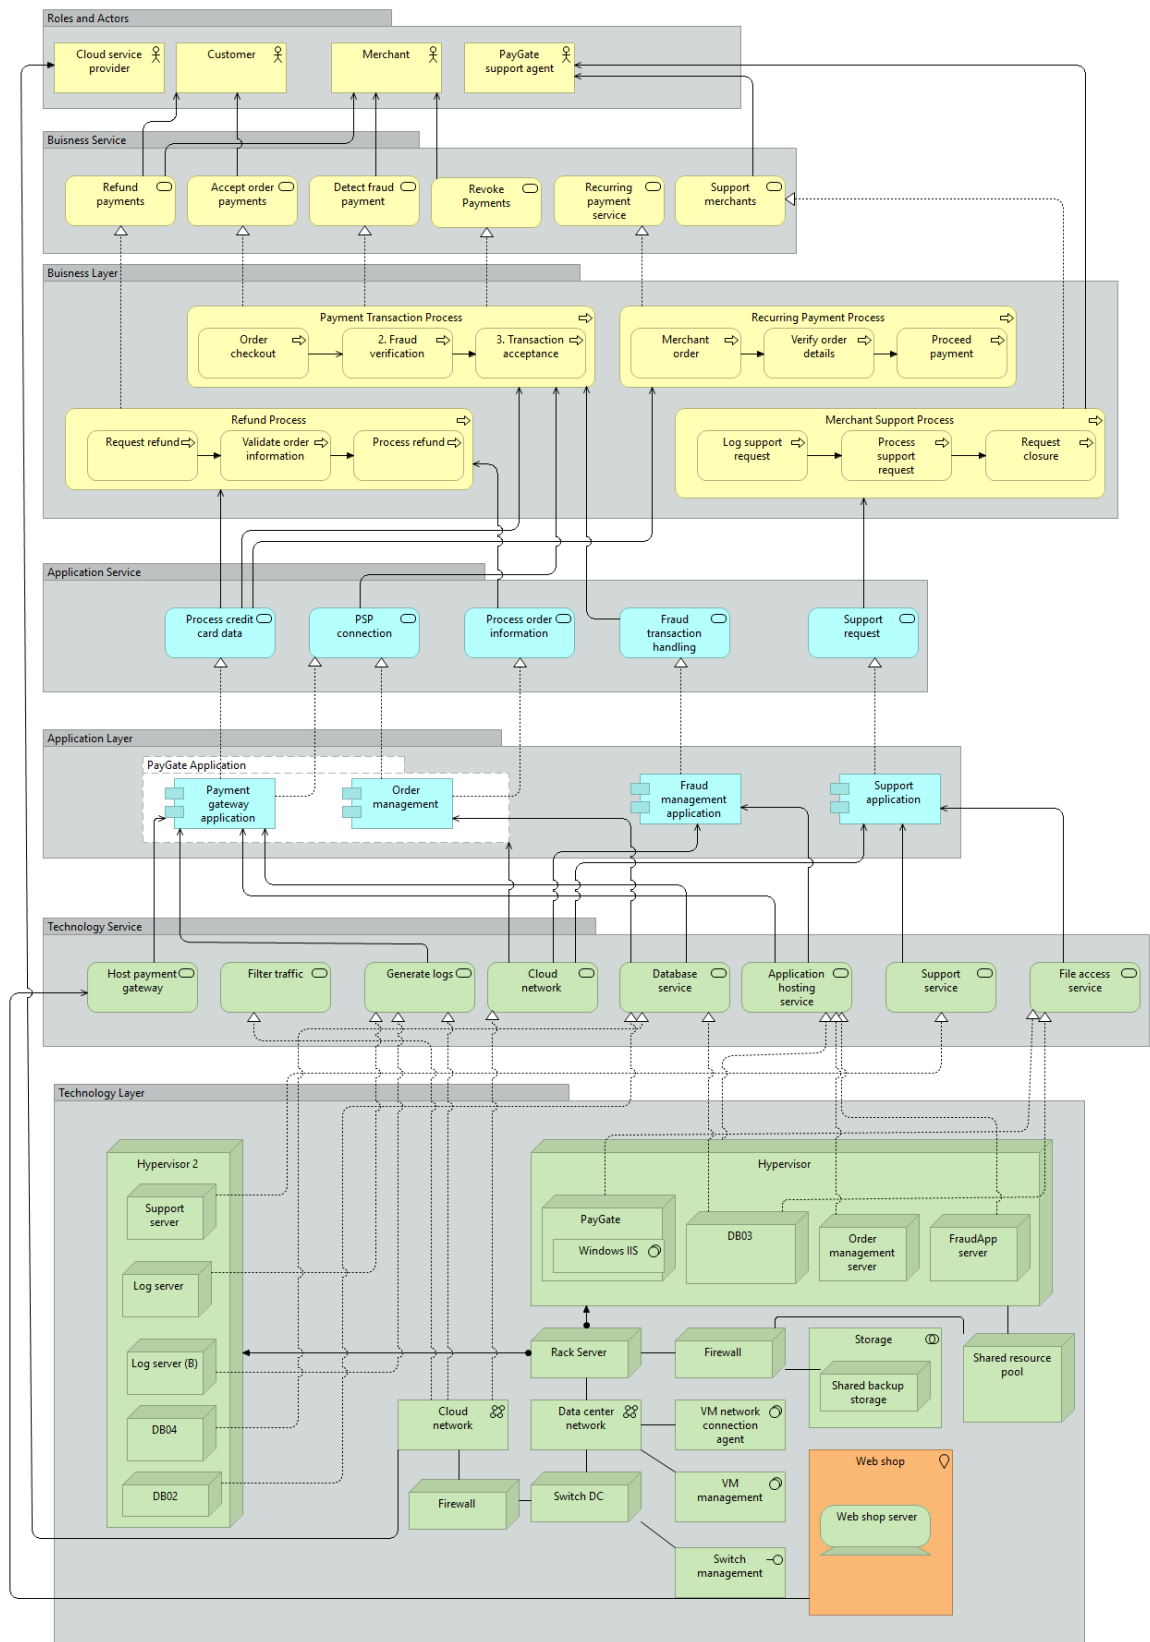 Roles and Actors
Cloud service
provider
Customer
Merchant
PayGate
support agent
Buisness Service
Refund
payments
Accept order
payments
Detect fraud
payment
Revoke
Payments
Recurring
payment
service
Support
merchants
Buisness Layer
Payment Transaction Process
Order
checkout
2. Fraud
verification
3. Transaction
acceptance
Recurring Payment Process
Merchant
order
Verify order
details
Proceed
payment
Refund Process
Request refund
Validate order
information
Process refund
Merchant Support Process
Log support
request
Process
support
request
Request
closure
Application Service
Process credit
card data
PSP
connection
Process order
information
Fraud
transaction
handling
Support
request
Application Layer
PayGate Application
Payment
gateway
application
Order
management
Fraud
management
application
Support
application
Technology Service
Host payment
gateway
Filter traffic
Generate logs
Cloud
network
Database
service
Application
hosting
service
Support
service
File access
service
Technology Layer
Hypervisor 2
Support
server
Log server
Log server (B)
DB04
DB02
Hypervisor
PayGate
Windows IIS
DB03
Order
management
server
FraudApp
server
Rack Server
Firewall
Storage
Shared backup
storage
Shared resource
pool
Cloud
network
Data center
network
VM network
connection
agent
Firewall
Switch DC
VM
management
Switch
management
Web shop
Web shop server